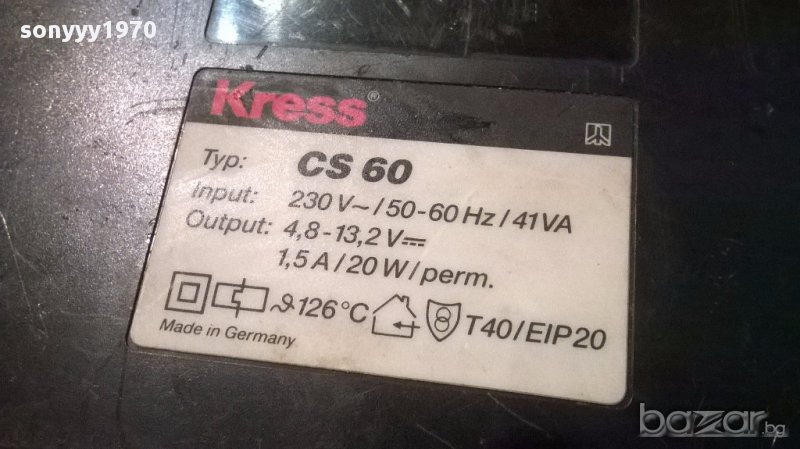 sonyyy1970
Kress®
Typ: CS 60
Input: 230 V~/50-60 Hz/41VA
Output: 4,8-13,2 V⎓
1,5 A/20 W/perm.
126°C T40/EIP20
Made in Germany
bazar.bg